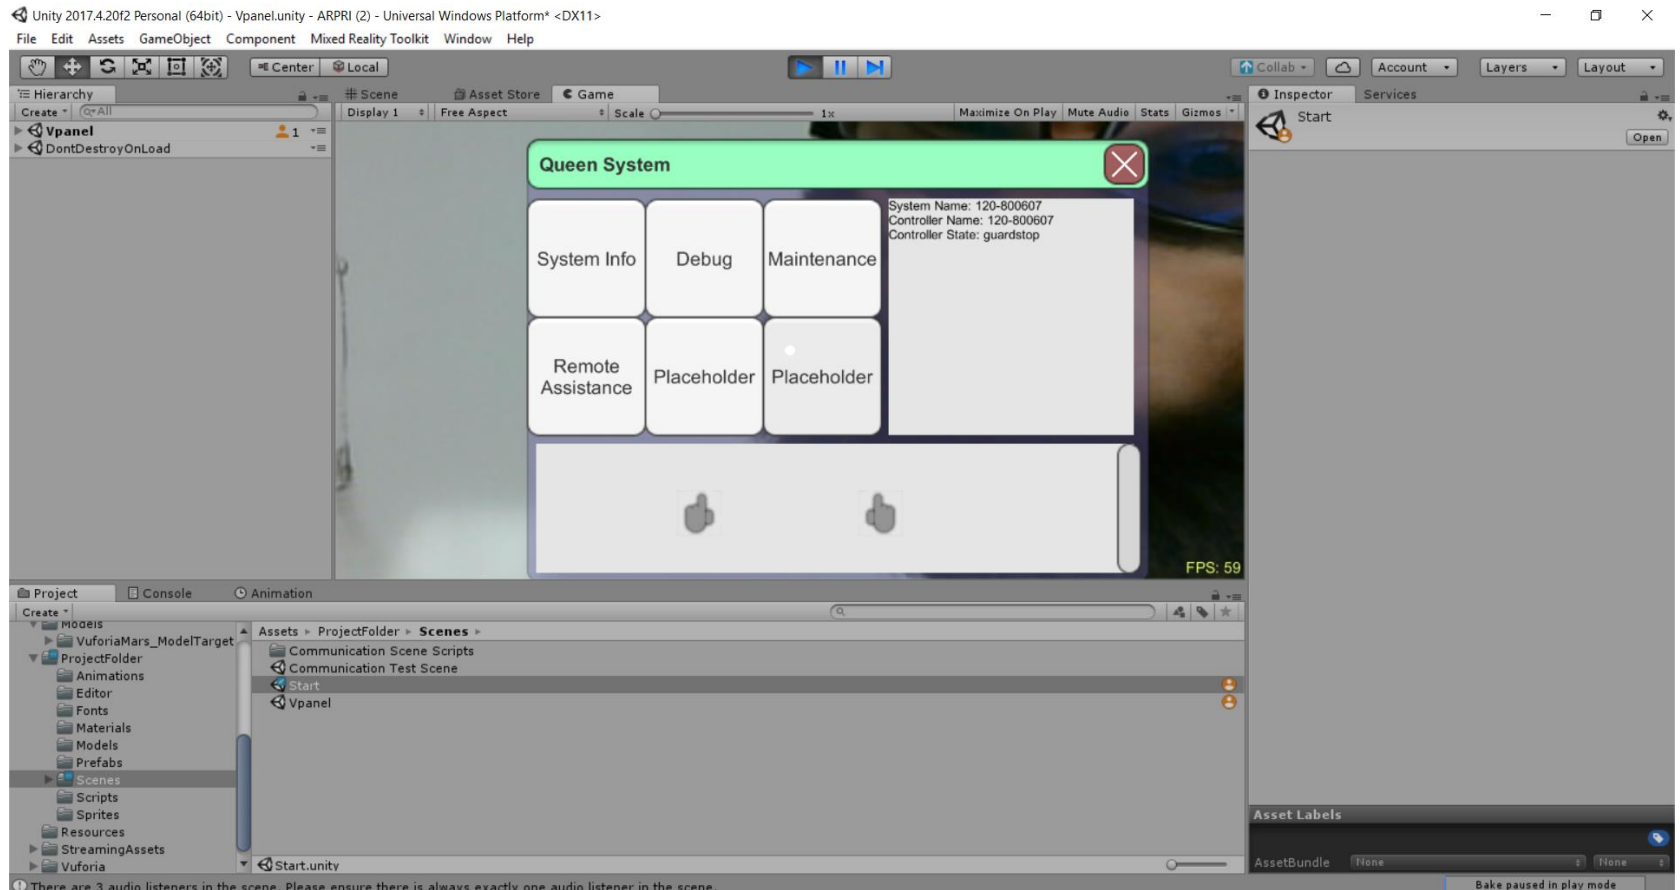 Unity 2017.4.20f2 Personal (64bit) - Vpanel.unity - ARPRI (2) - Universal Windows Platform* <DX11>
File Edit Assets GameObject Component Mixed Reality Toolkit Window Help
Center Local Collab Account Layers Layout
Hierarchy
Create All
Vpanel 1
DontDestroyOnLoad
Scene Asset Store Game
Display 1 Free Aspect Scale 1x Maximize On Play Mute Audio Stats Gizmos
Queen System
System Info Debug Maintenance
Remote
Assistance
Placeholder Placeholder
System Name: 120-800607
Controller Name: 120-800607
Controller State: guardstop
FPS: 59
Inspector Services
Start
Open
Project Console Animation
Create
Models
VuforiaMars_ModelTarget
ProjectFolder
Animations
Editor
Fonts
Materials
Models
Prefabs
Scenes
Scripts
Sprites
Resources
StreamingAssets
Vuforia
Assets ProjectFolder Scenes
Communication Scene Scripts
Communication Test Scene
Start
Vpanel
Start.unity
Asset Labels
AssetBundle None None
There are 3 audio listeners in the scene. Please ensure there is always exactly one audio listener in the scene.
Bake paused in play mode